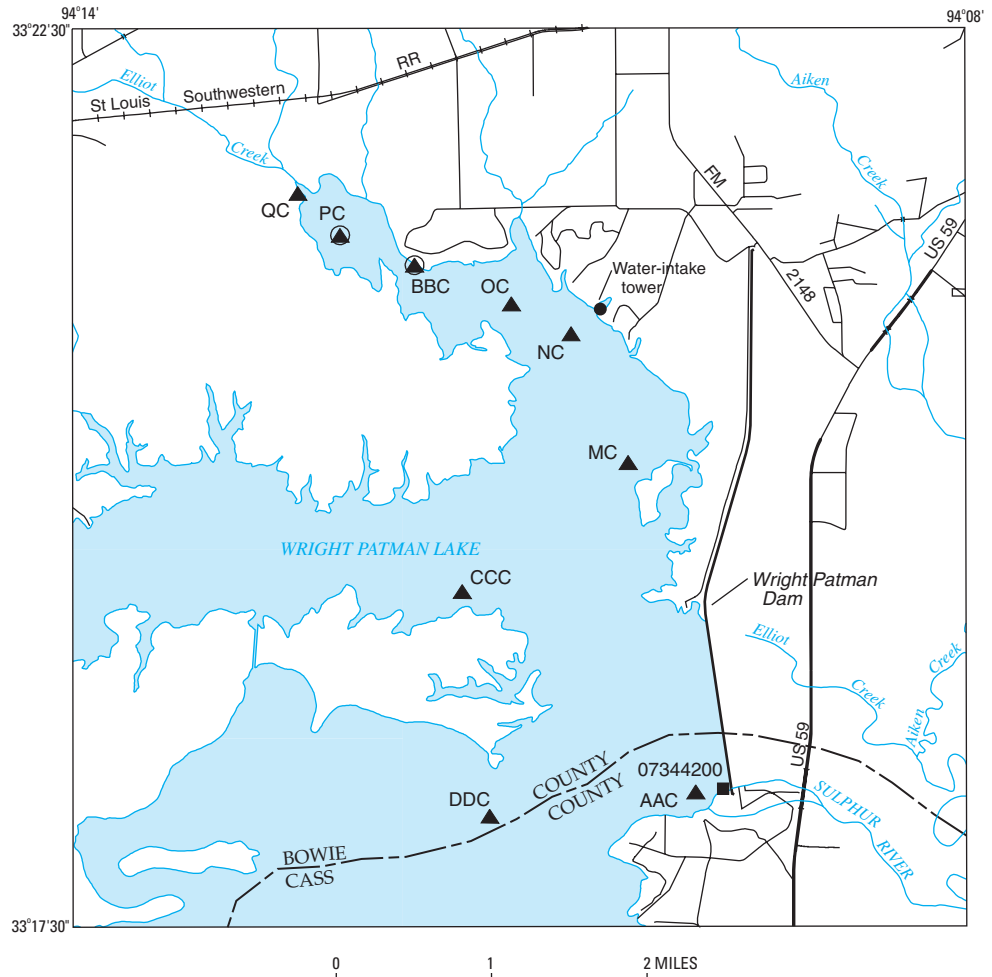 94°14'
94°08'
33°22'30"
Elliot
Creek
St Louis
Southwestern
RR
Aiken
Creek
FM
2148
US 59
QC
PC
BBC
OC
NC
Water-intake
tower
MC
WRIGHT PATMAN LAKE
CCC
Wright Patman
Dam
Elliot
Creek
Aiken
Creek
US 59
07344200
AAC
SULPHUR
RIVER
DDC
COUNTY
COUNTY
BOWIE
CASS
33°17'30"
0
1
2 MILES